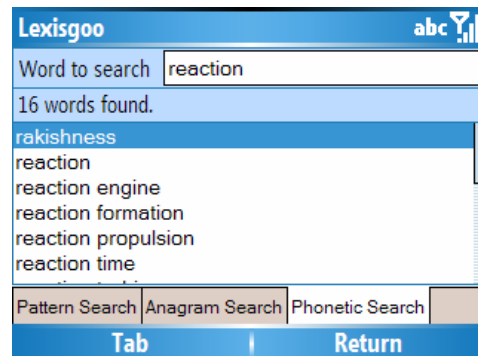 Lexisgoo abc
Word to search reaction
16 words found.
rakishness
reaction
reaction engine
reaction formation
reaction propulsion
reaction time
Pattern Search Anagram Search Phonetic Search
Tab Return